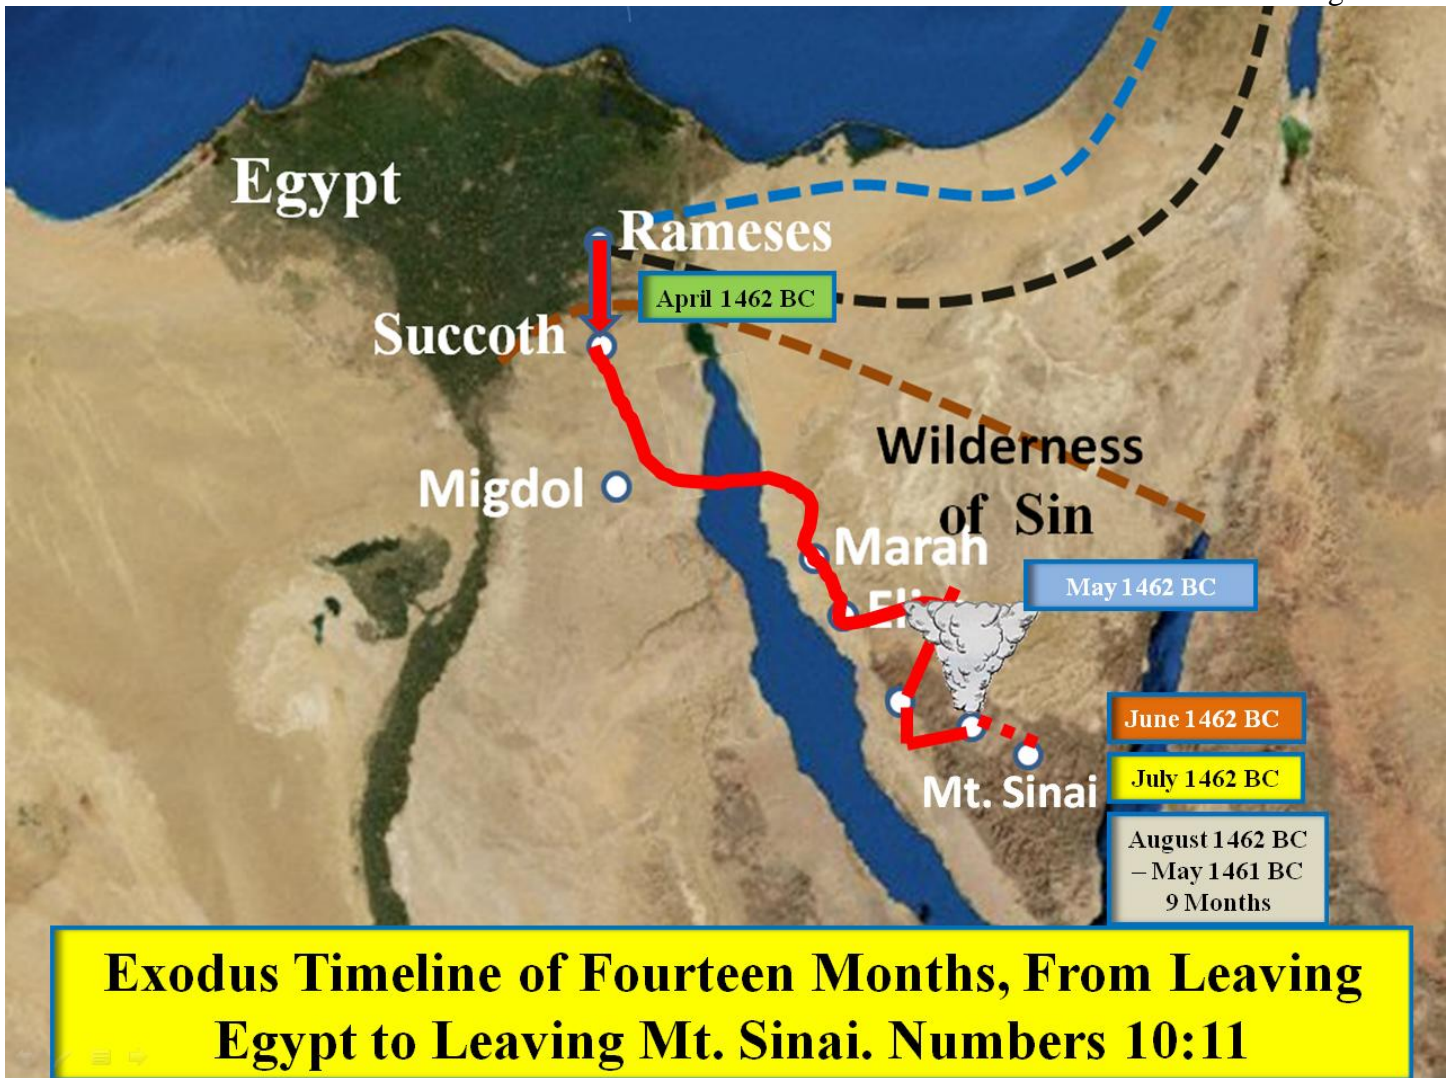 Egypt
Rameses
April 1462 BC
Succoth
Wilderness
of Sin
Migdol
Marah
May 1462 BC
June 1462 BC
July 1462 BC
Mt. Sinai
August 1462 BC
– May 1461 BC
9 Months
Exodus Timeline of Fourteen Months, From Leaving
Egypt to Leaving Mt. Sinai. Numbers 10:11